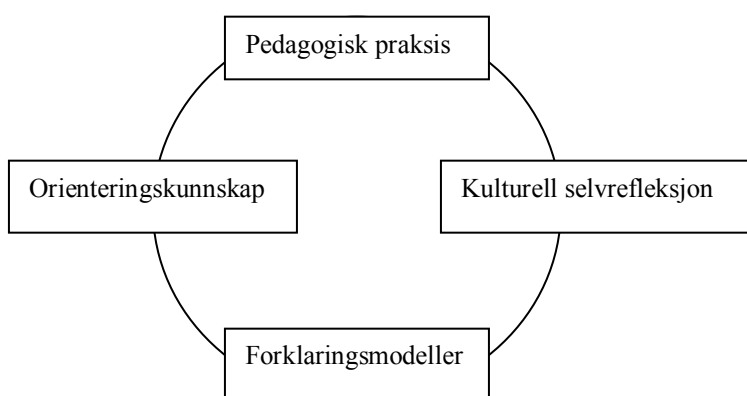 Pedagogisk praksis
Orienteringskunnskap
Kulturell selvrefleksjon
Forklaringsmodeller